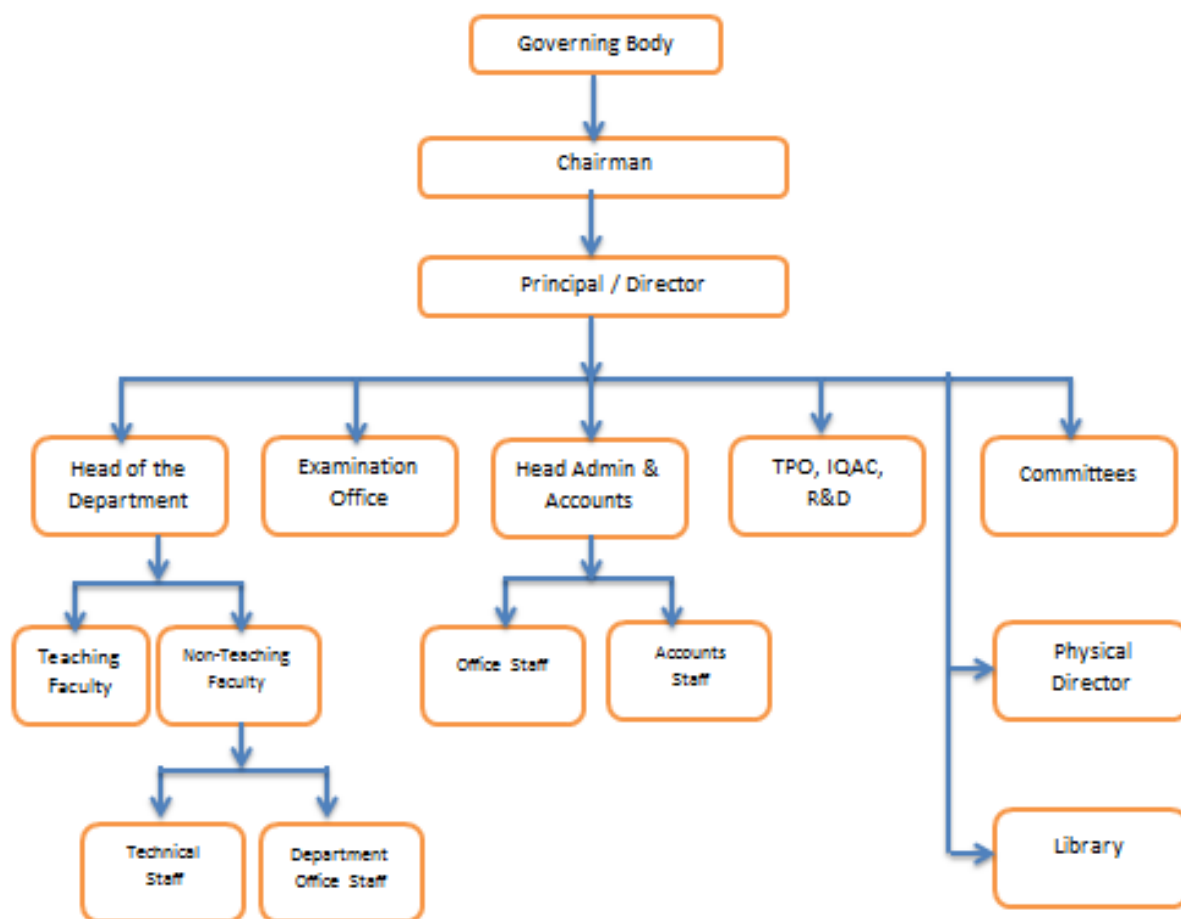 Governing Body
Chairman
Principal / Director
Head of the
Department
Examination
Office
Head Admin &
Accounts
TPO, IQAC,
R&D
Committees
Teaching
Faculty
Non-Teaching
Faculty
Office Staff
Accounts
Staff
Physical
Director
Technical
Staff
Department
Office Staff
Library